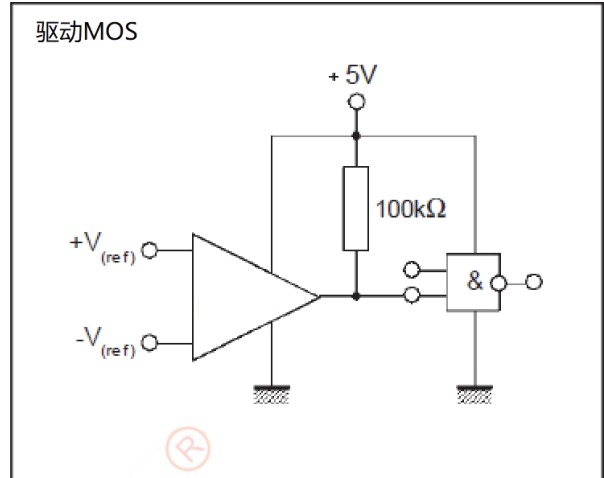 驱动MOS
+ 5V
100kΩ
+V(ref)
&
-V(ref)
®